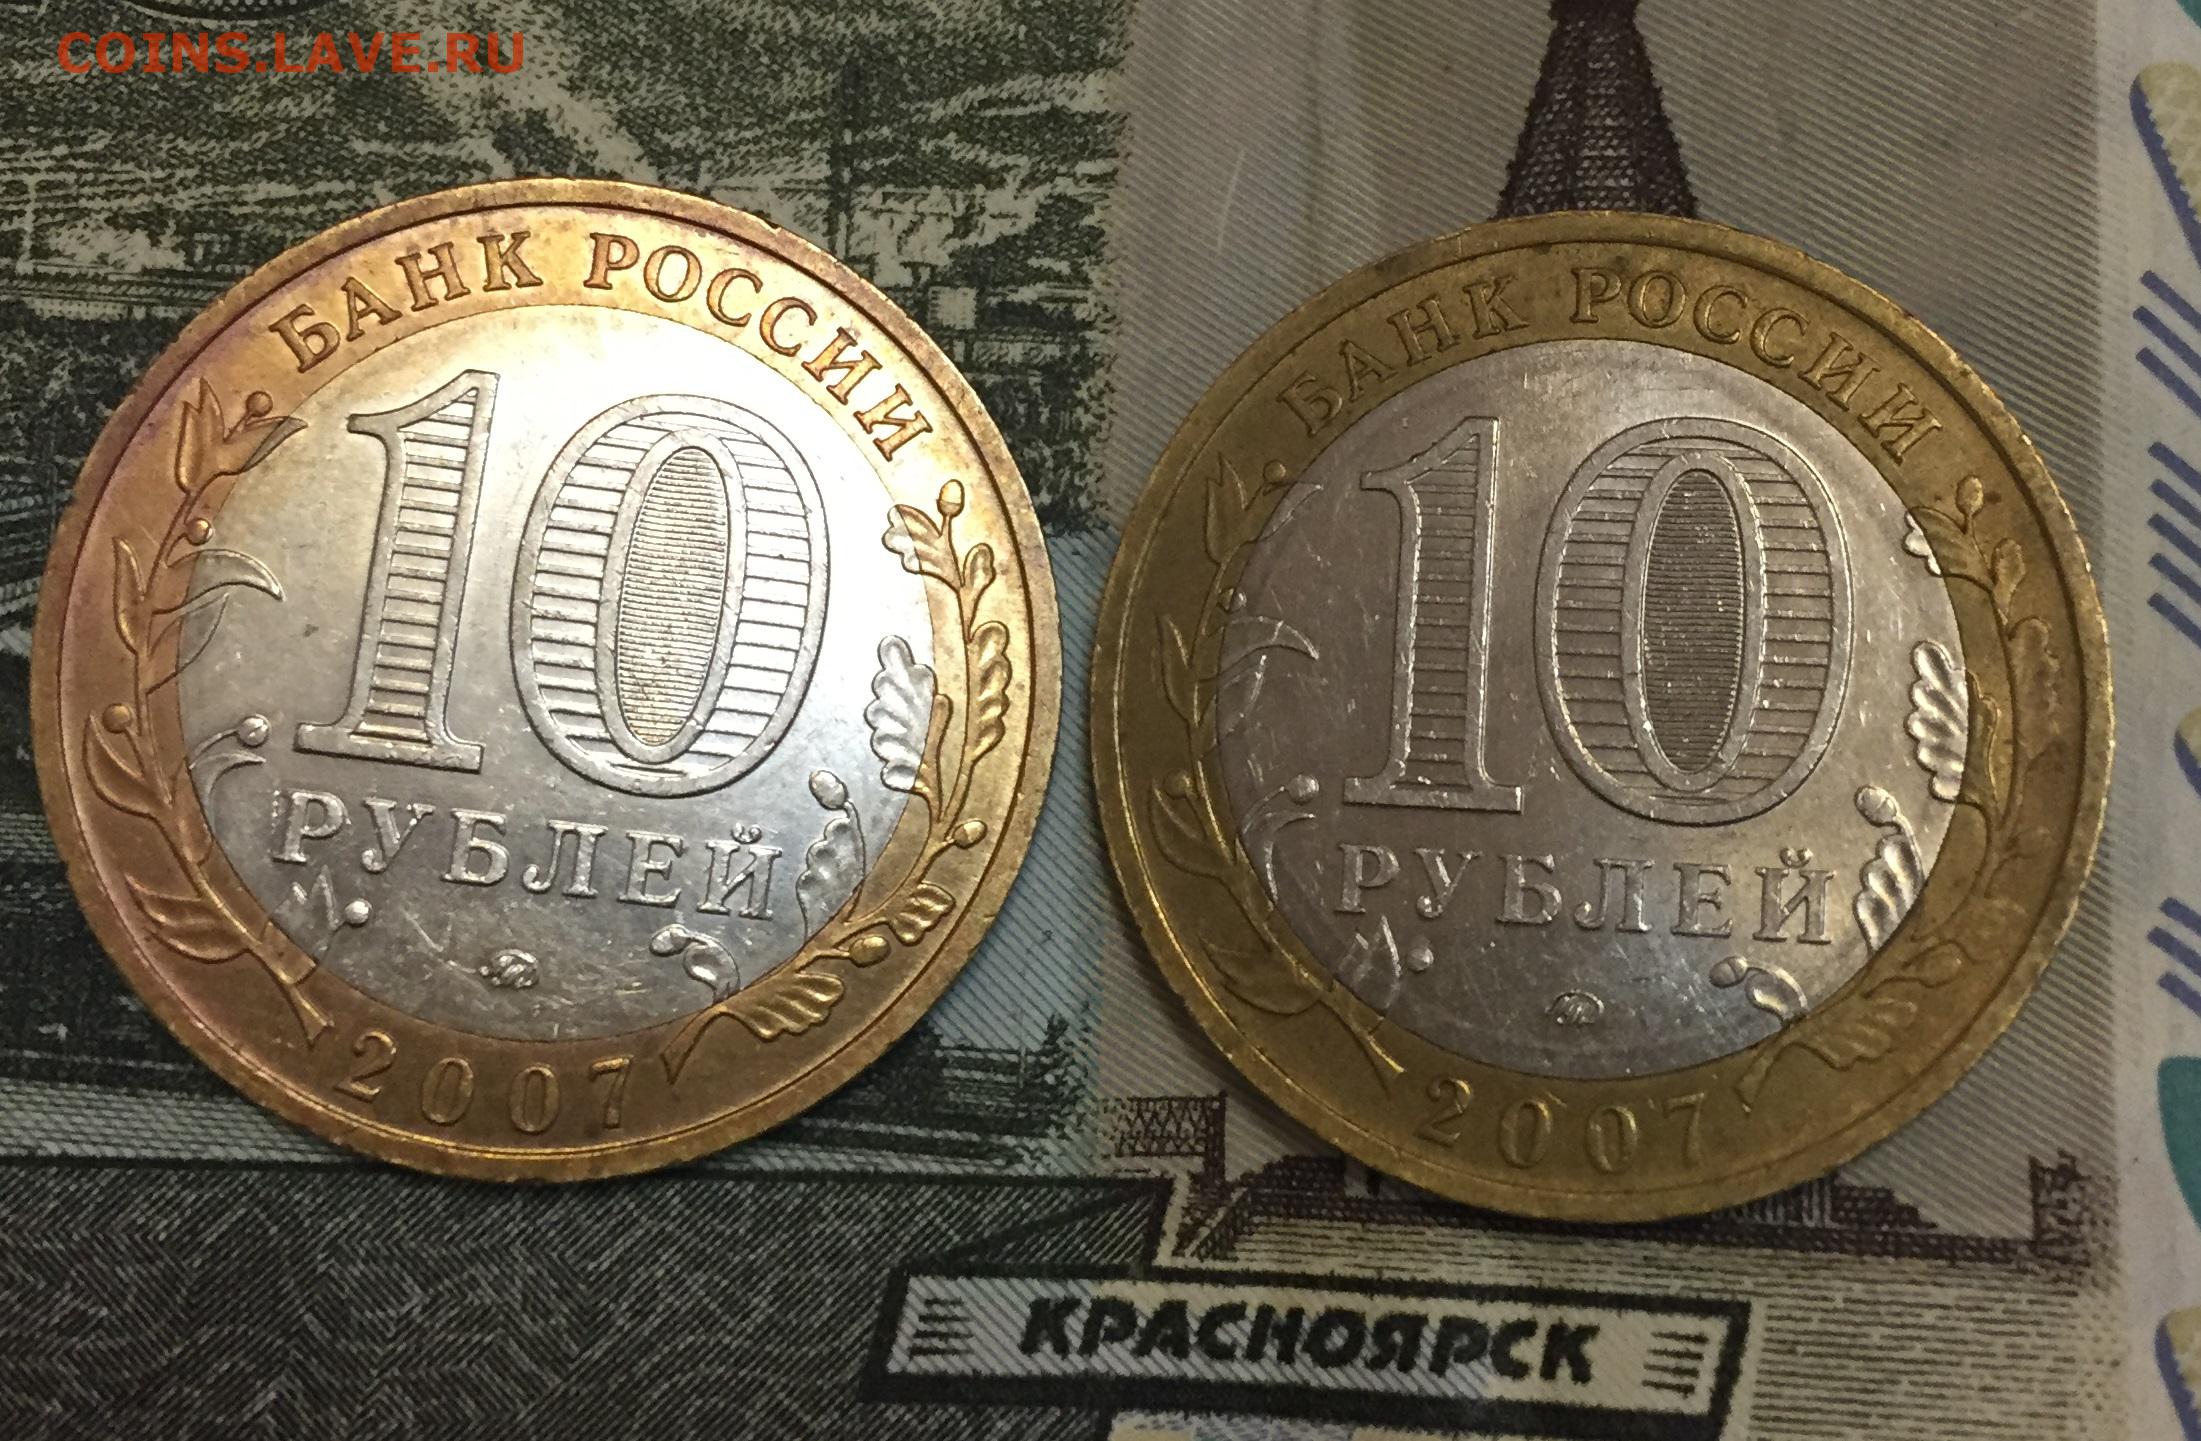 COINS.LAVE.RU
БАНК РОССИИ
10
РУБЛЕЙ
2007
БАНК РОССИИ
10
РУБЛЕЙ
2007
КРАСНОЯРСК